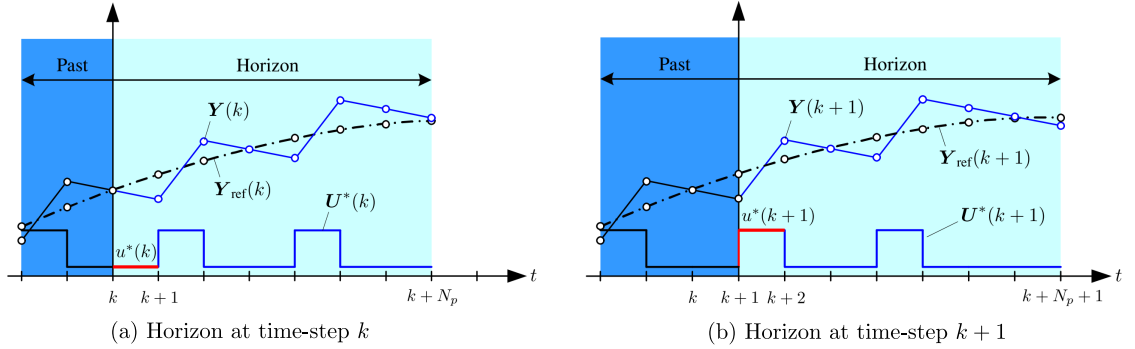 Past
Horizon
Y(k)
Y_ref(k)
U*(k)
u*(k)
t
k
k + 1
k + N_p
(a) Horizon at time-step k
Past
Horizon
Y(k+1)
Y_ref(k+1)
u*(k+1)
U*(k+1)
t
k
k + 1
k + 2
k + N_p + 1
(b) Horizon at time-step k + 1